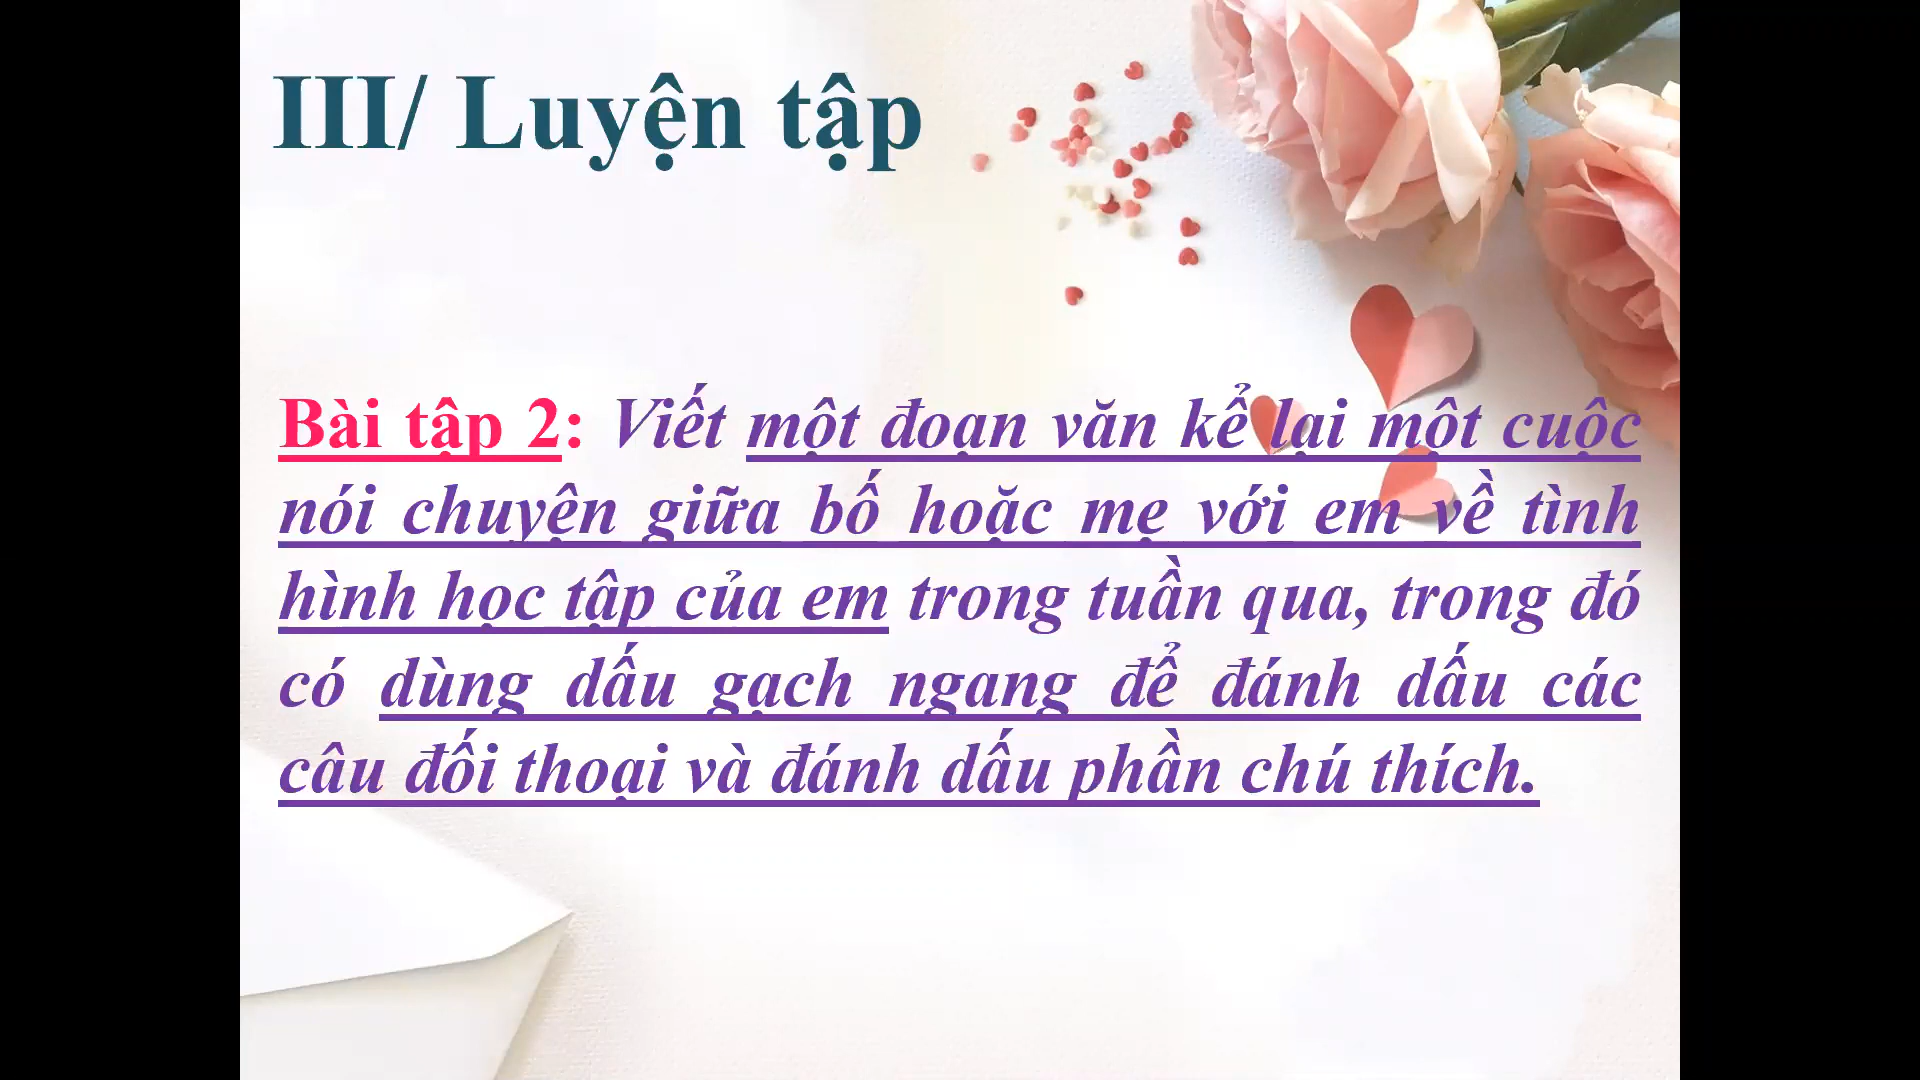 III/ Luyện tập
Bài tập 2: Viết một đoạn văn kể lại một cuộc
nói chuyện giữa bố hoặc mẹ với em về tình
hình học tập của em trong tuần qua, trong đó
có dùng dấu gạch ngang để đánh dấu các
câu đối thoại và đánh dấu phần chú thích.